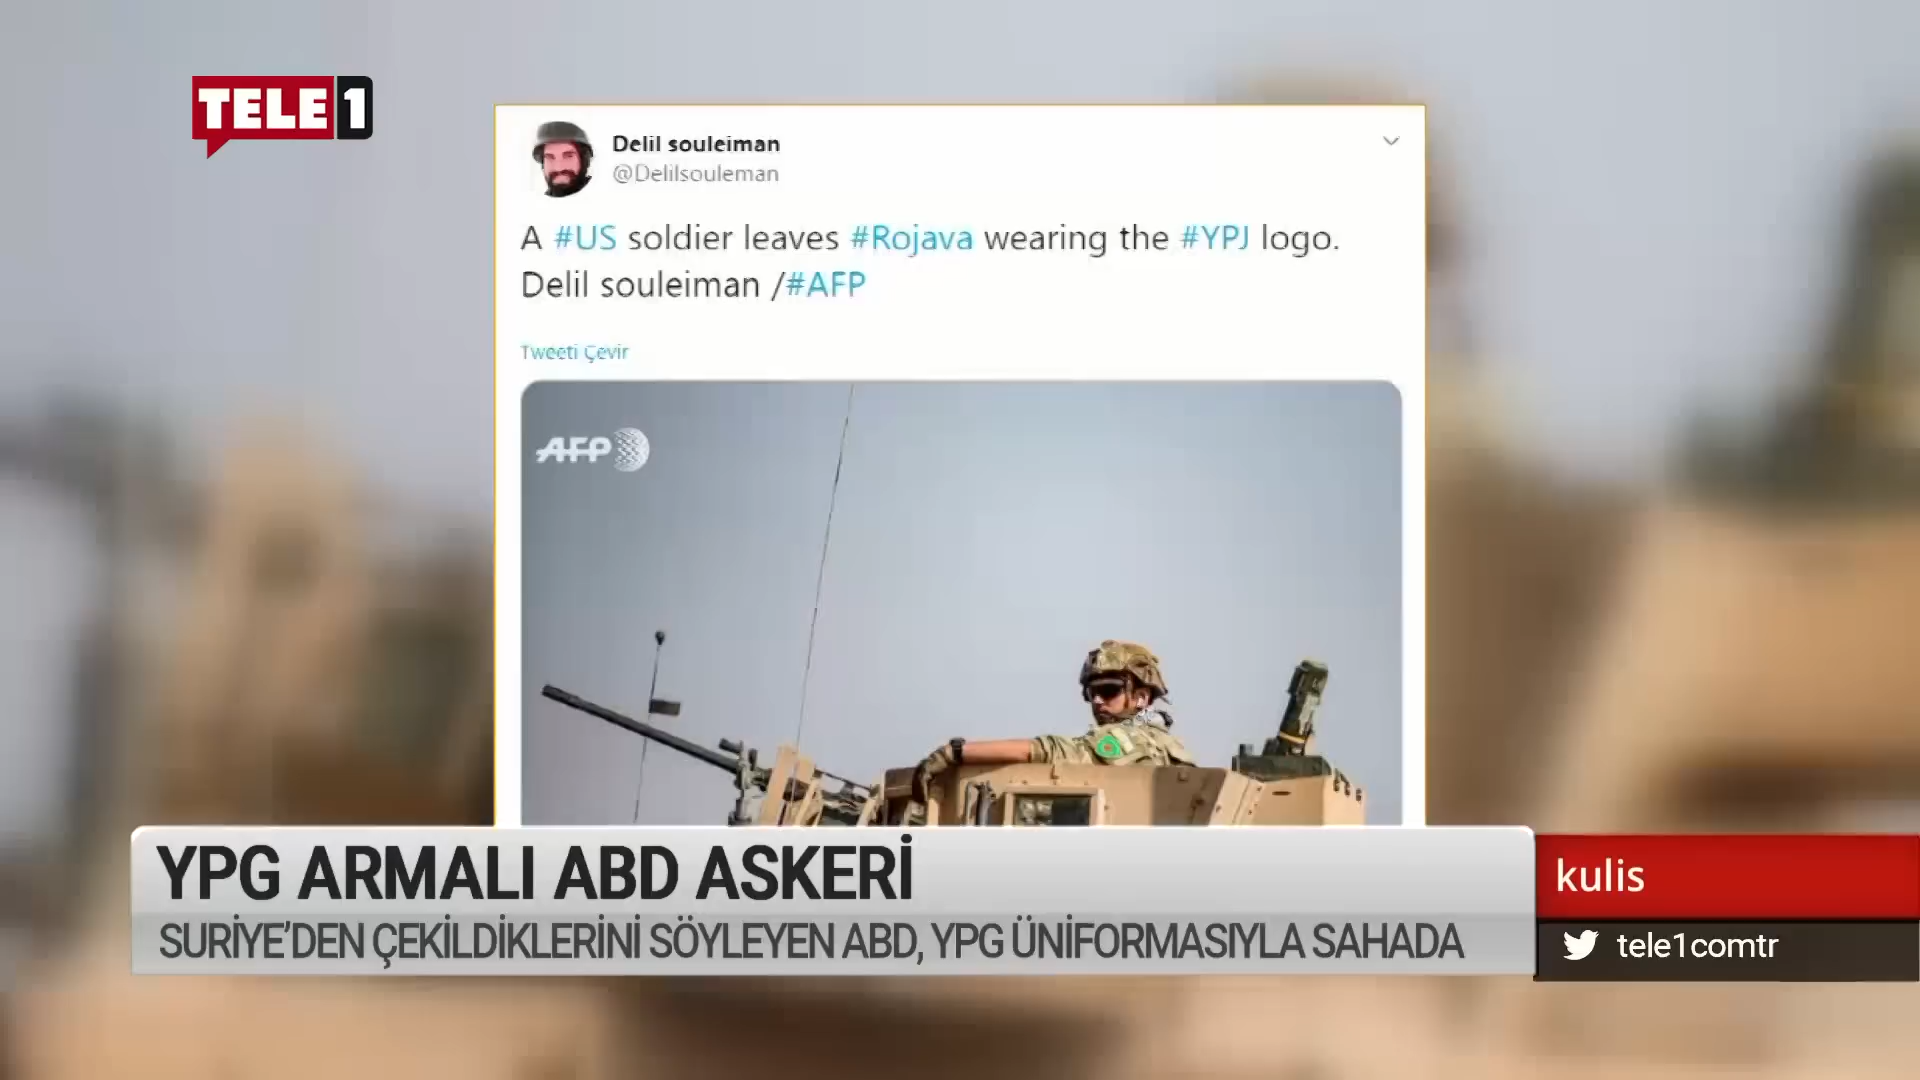 TELE1
Delil souleiman
@Delilsouleman
A #US soldier leaves #Rojava wearing the #YPJ logo.
Delil souleiman /#AFP
Tweeti Çevir
AFP
YPG ARMALI ABD ASKERİ
SURİYE'DEN ÇEKİLDİKLERİNİ SÖYLEYEN ABD, YPG ÜNİFORMASIYLA SAHADA
kulis
tele1comtr